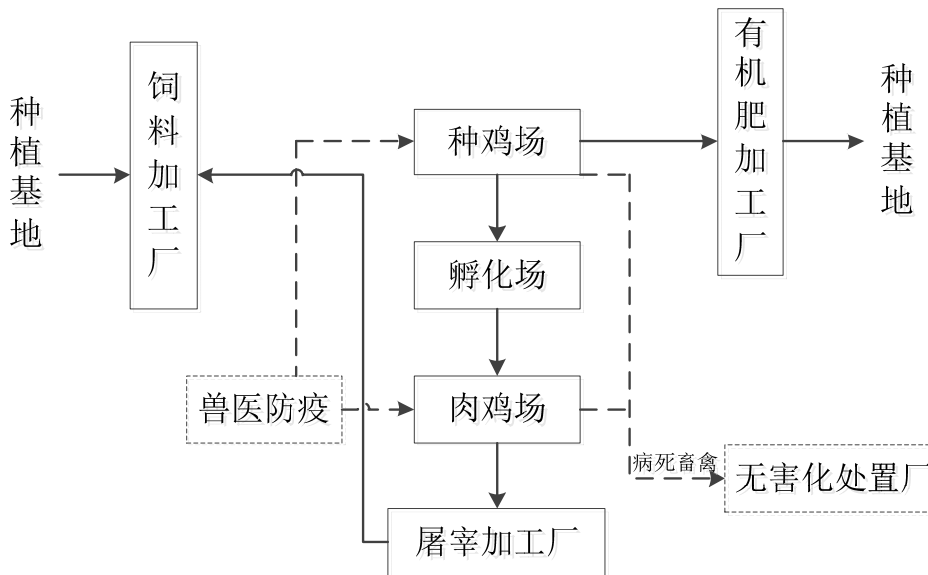 种植基地
饲料加工厂
种鸡场
有机肥加工厂
种植基地
孵化场
兽医防疫
肉鸡场
病死畜禽
无害化处置厂
屠宰加工厂